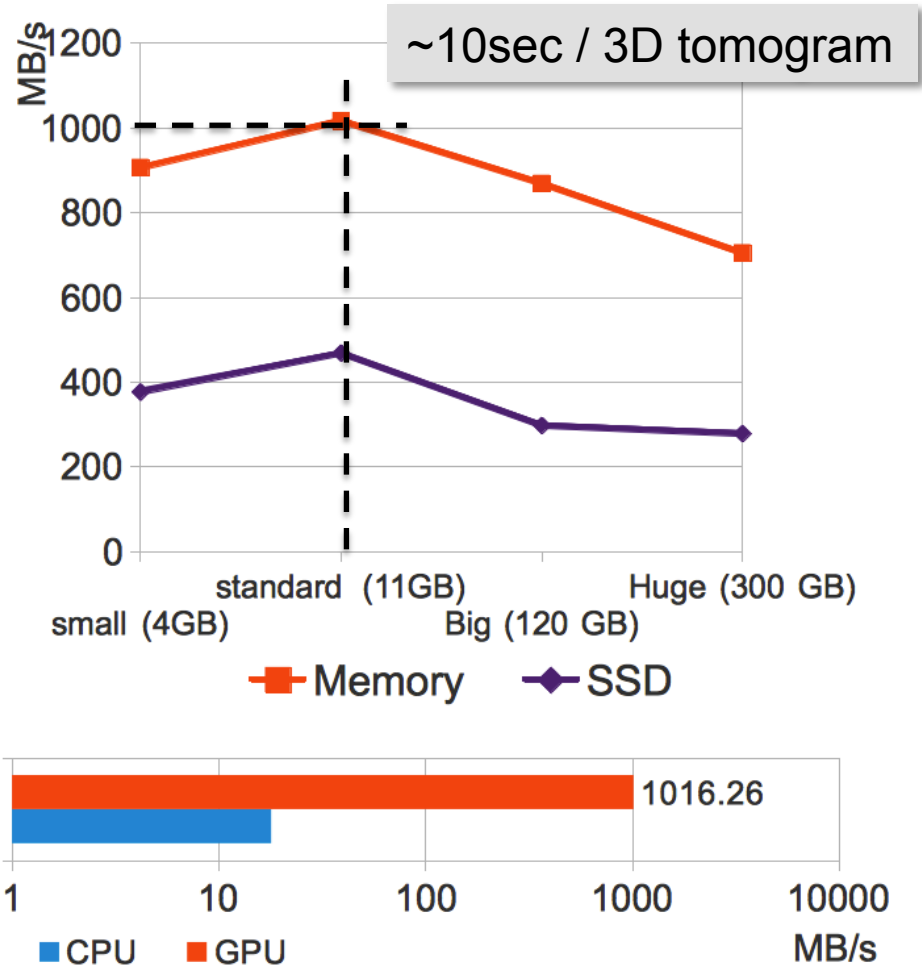 MB/s
~10sec / 3D tomogram
1200
1000
800
600
400
200
0
standard (11GB) Huge (300 GB)
small (4GB) Big (120 GB)
Memory SSD
1016.26
1 10 100 1000 10000
CPU GPU MB/s